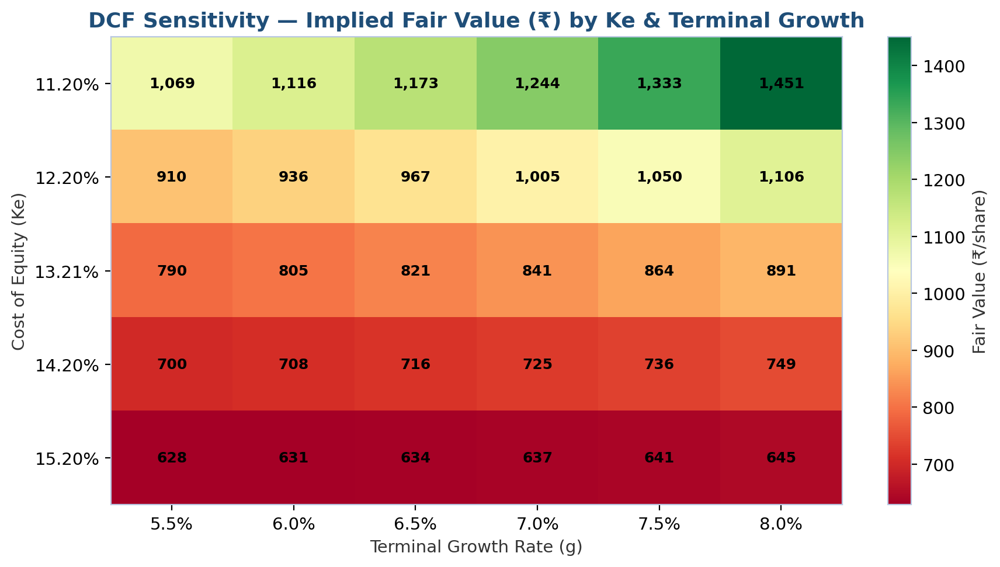 DCF Sensitivity — Implied Fair Value (₹) by Ke & Terminal Growth
Cost of Equity (Ke)
11.20% 1,069 1,116 1,173 1,244 1,333 1,451
12.20% 910 936 967 1,005 1,050 1,106
13.21% 790 805 821 841 864 891
14.20% 700 708 716 725 736 749
15.20% 628 631 634 637 641 645
5.5% 6.0% 6.5% 7.0% 7.5% 8.0%
Terminal Growth Rate (g)
1400
1300
1200
1100
1000
900
800
700
Fair Value (₹/share)